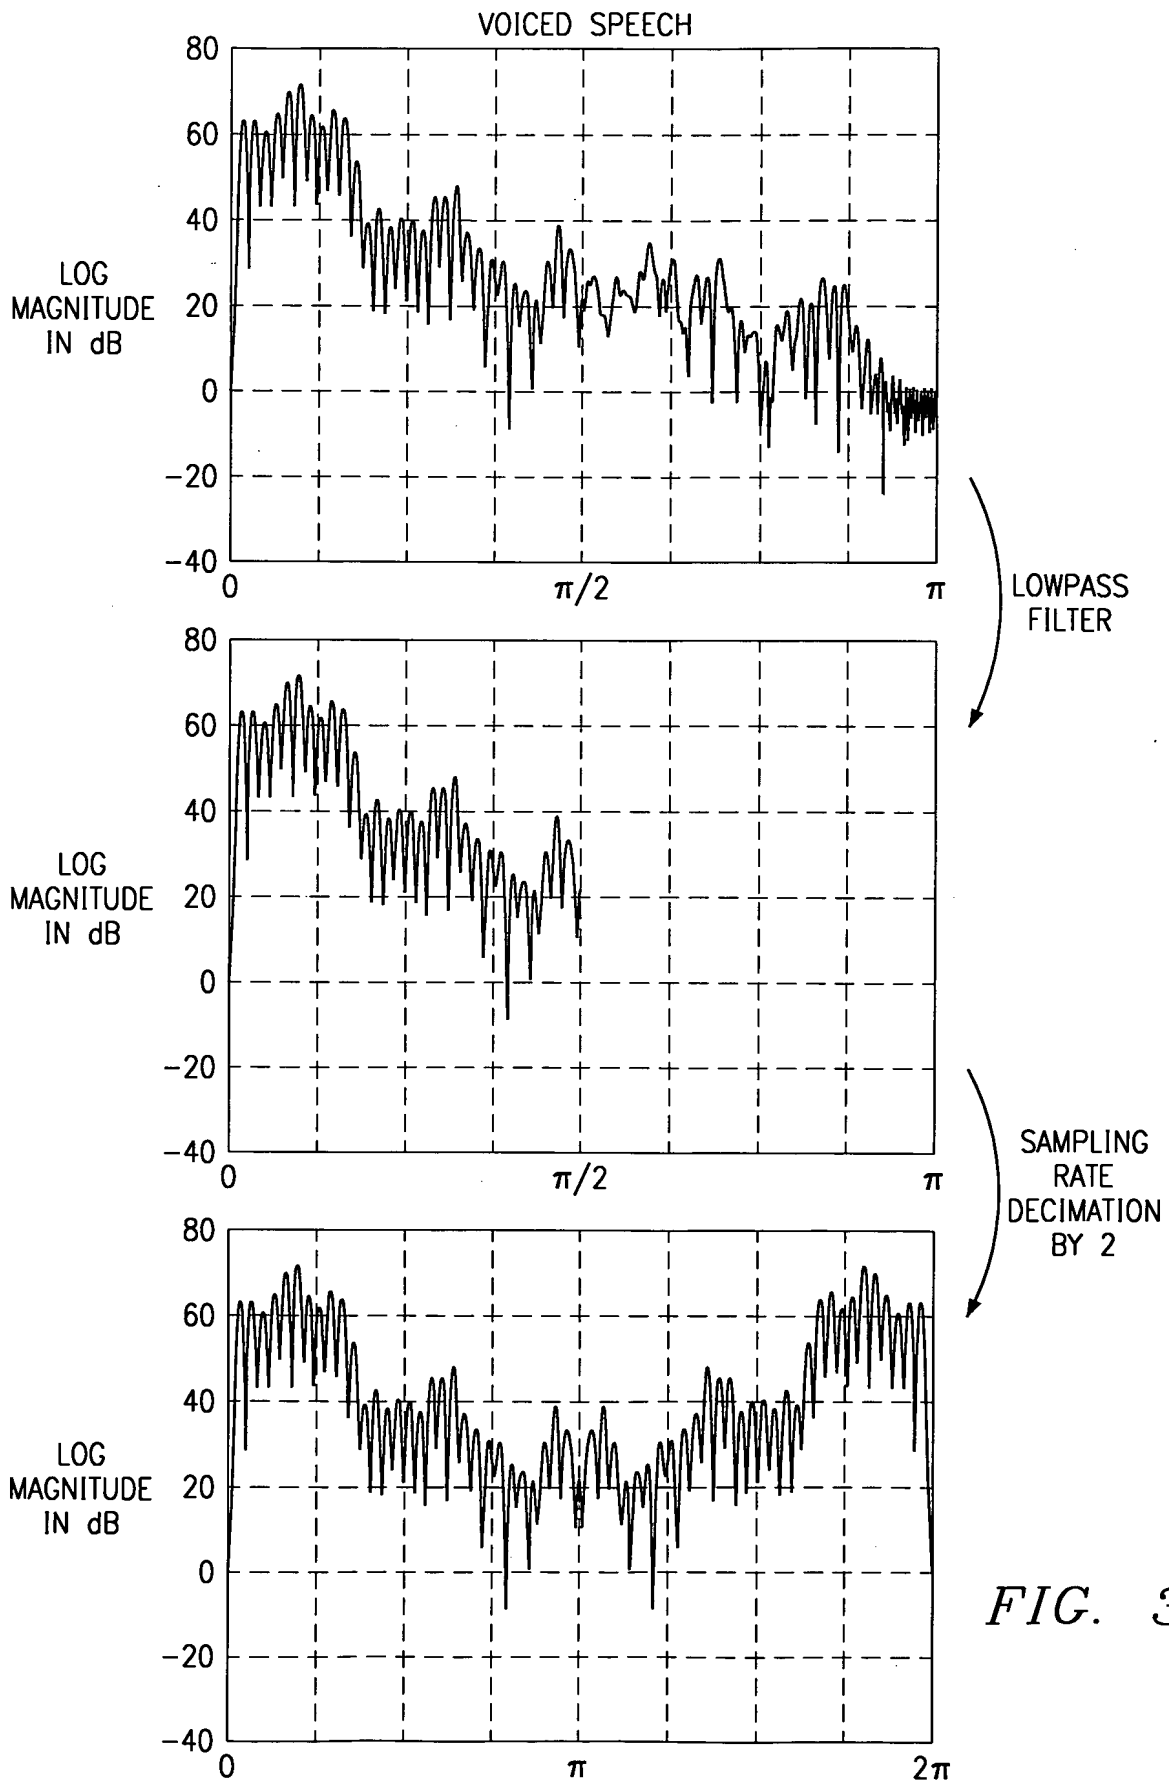 VOICED SPEECH
80
60
40
20
0
-20
-40
LOG
MAGNITUDE
IN dB
0
π/2
π
LOWPASS
FILTER
80
60
40
20
0
-20
-40
LOG
MAGNITUDE
IN dB
0
π/2
π
SAMPLING
RATE
DECIMATION
BY 2
80
60
40
20
0
-20
-40
LOG
MAGNITUDE
IN dB
0
π
2π
FIG. 3